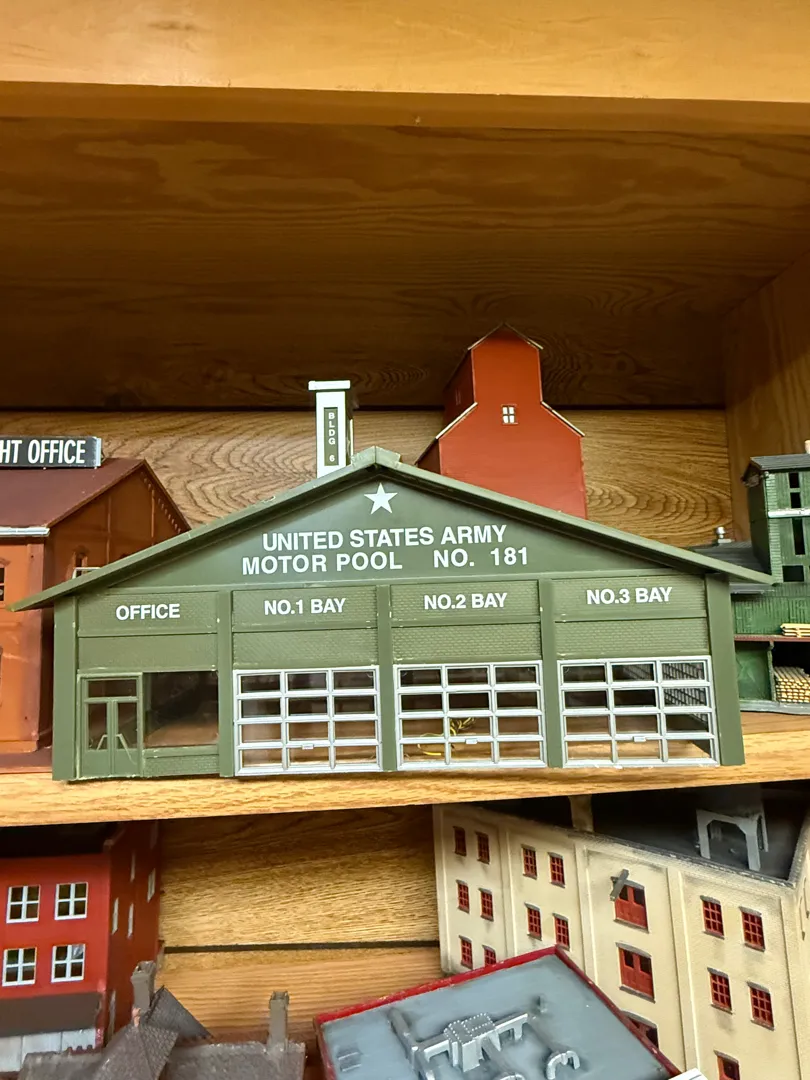 HT OFFICE
BLDG 6
UNITED STATES ARMY
MOTOR POOL NO. 181
OFFICE
NO.1 BAY
NO.2 BAY
NO.3 BAY